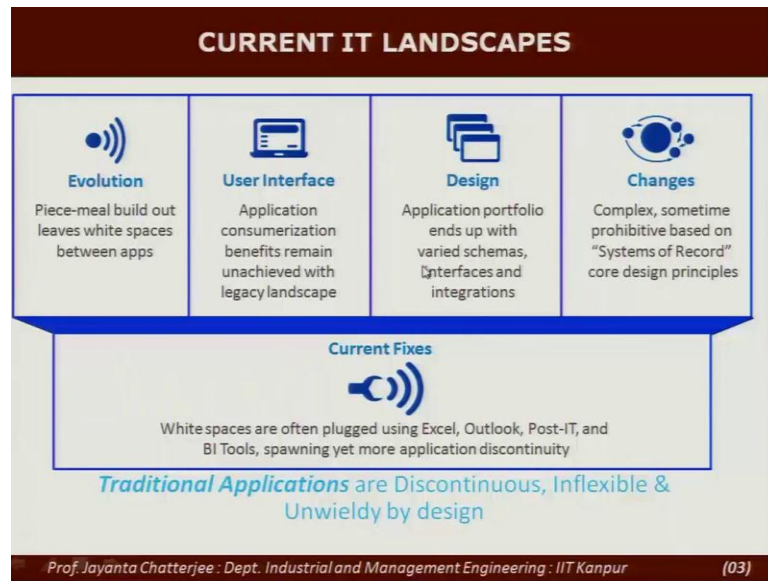 CURRENT IT LANDSCAPES
Evolution
Piece-meal build out
leaves white spaces
between apps
User Interface
Application
consumerization
benefits remain
unachieved with
legacy landscape
Design
Application portfolio
ends up with
varied schemas,
interfaces and
integrations
Changes
Complex, sometime
prohibitive based on
“Systems of Record”
core design principles
Current Fixes
White spaces are often plugged using Excel, Outlook, Post-IT, and
BI Tools, spawning yet more application discontinuity
Traditional Applications are Discontinuous, Inflexible &
Unwieldy by design
Prof. Jayanta Chatterjee : Dept. Industrial and Management Engineering : IIT Kanpur (03)